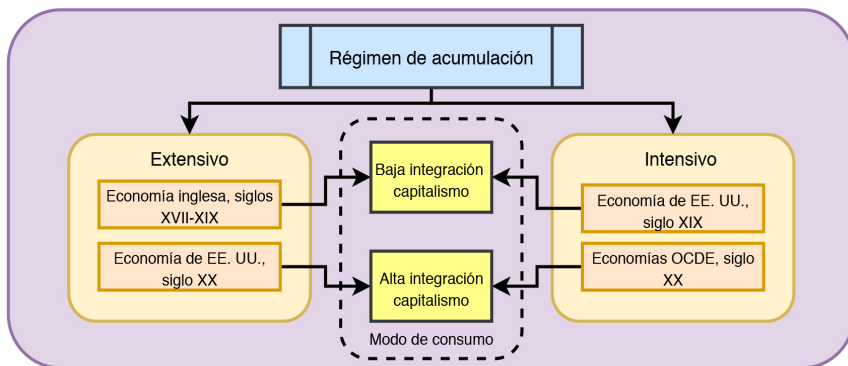 Régimen de acumulación
Extensivo
Economía inglesa, siglos
XVII-XIX
Economía de EE. UU.,
siglo XX
Baja integración
capitalismo
Alta integración
capitalismo
Modo de consumo
Intensivo
Economía de EE. UU.,
siglo XIX
Economías OCDE, siglo
XX